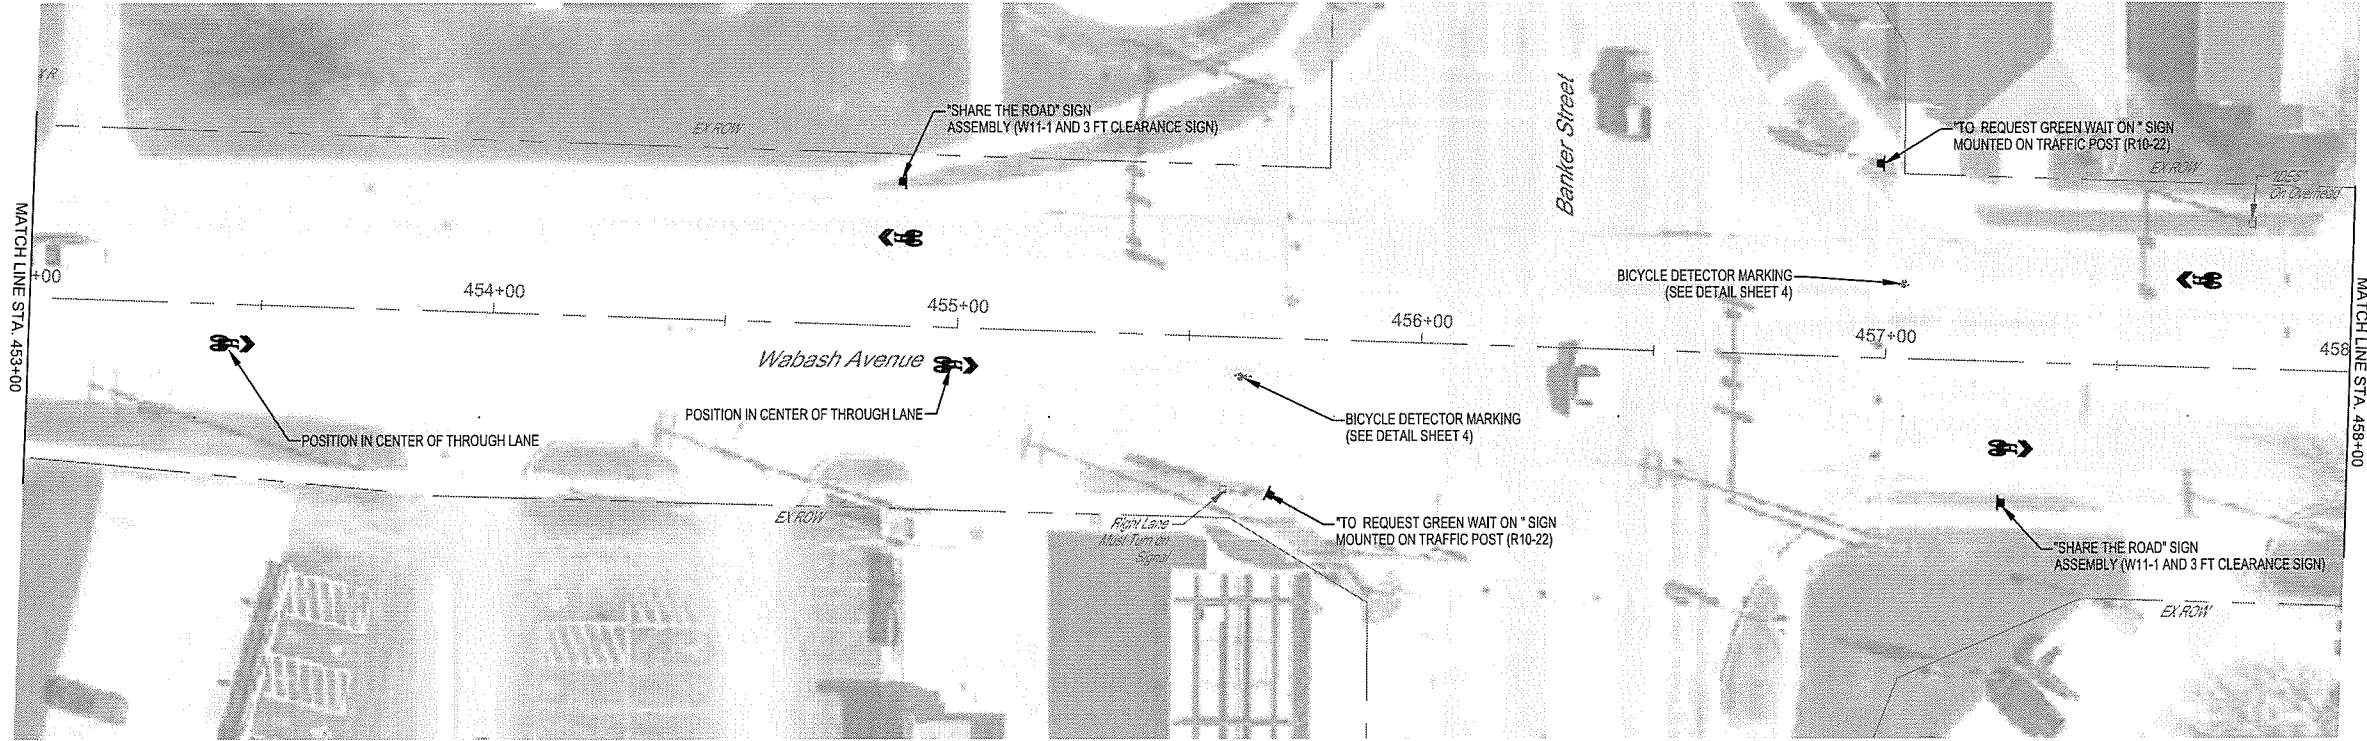 X R
EX ROW
"SHARE THE ROAD" SIGN
ASSEMBLY (W11-1 AND 3 FT CLEARANCE SIGN)
Banker Street
"TO REQUEST GREEN WAIT ON " SIGN
MOUNTED ON TRAFFIC POST (R10-22)
EX ROW
On Overhead
MATCH LINE STA. 453+00
+00
454+00
455+00
456+00
457+00
458
MATCH LINE STA. 458+00
BICYCLE DETECTOR MARKING
(SEE DETAIL SHEET 4)
Wabash Avenue
POSITION IN CENTER OF THROUGH LANE
POSITION IN CENTER OF THROUGH LANE
BICYCLE DETECTOR MARKING
(SEE DETAIL SHEET 4)
EX ROW
Right Lane
Must Turn on
Signal
"TO REQUEST GREEN WAIT ON " SIGN
MOUNTED ON TRAFFIC POST (R10-22)
"SHARE THE ROAD" SIGN
ASSEMBLY (W11-1 AND 3 FT CLEARANCE SIGN)
EX ROW